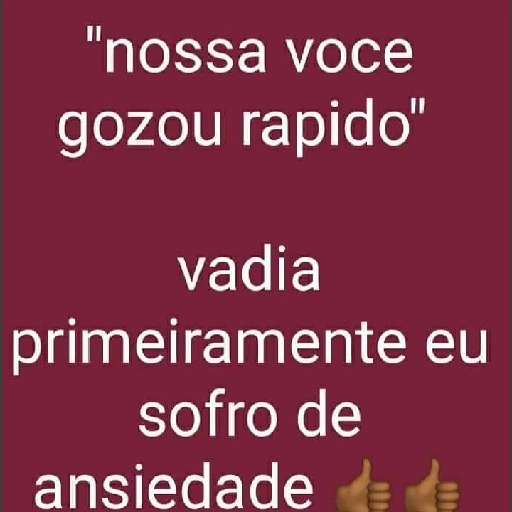 "nossa voce
gozou rapido"
vadia
primeiramente eu
sofro de
ansiedade 👍🏾👍🏾